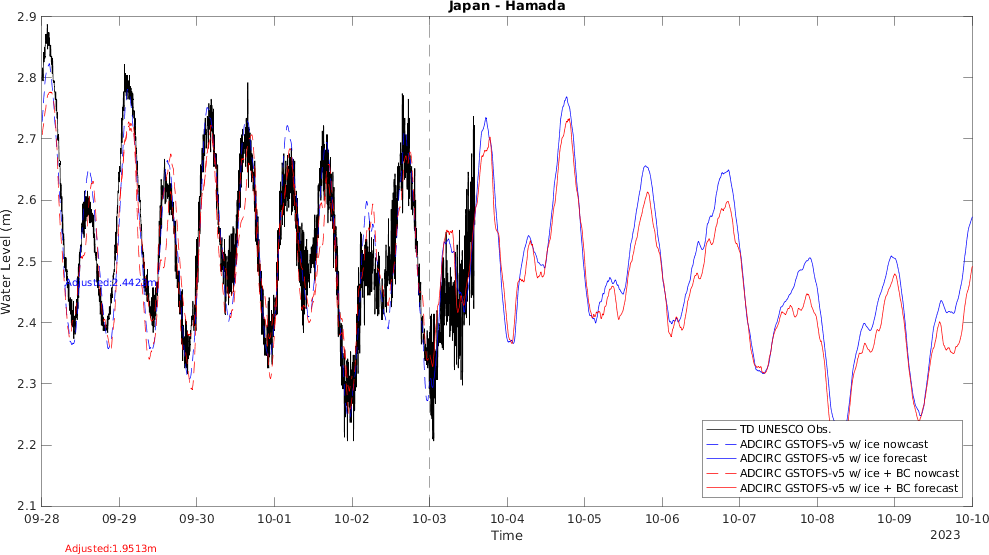 Japan - Hamada
2.9
2.8
2.7
2.6
2.5
2.4
2.3
2.2
2.1
Water Level (m)
TD UNESCO Obs.
ADCIRC GSTOFS-v5 w/ ice nowcast
ADCIRC GSTOFS-v5 w/ ice forecast
ADCIRC GSTOFS-v5 w/ ice + BC nowcast
ADCIRC GSTOFS-v5 w/ ice + BC forecast
09-28 09-29 09-30 10-01 10-02 10-03 10-04 10-05 10-06 10-07 10-08 10-09 10-10
Time
2023
Adjusted:1.9513m